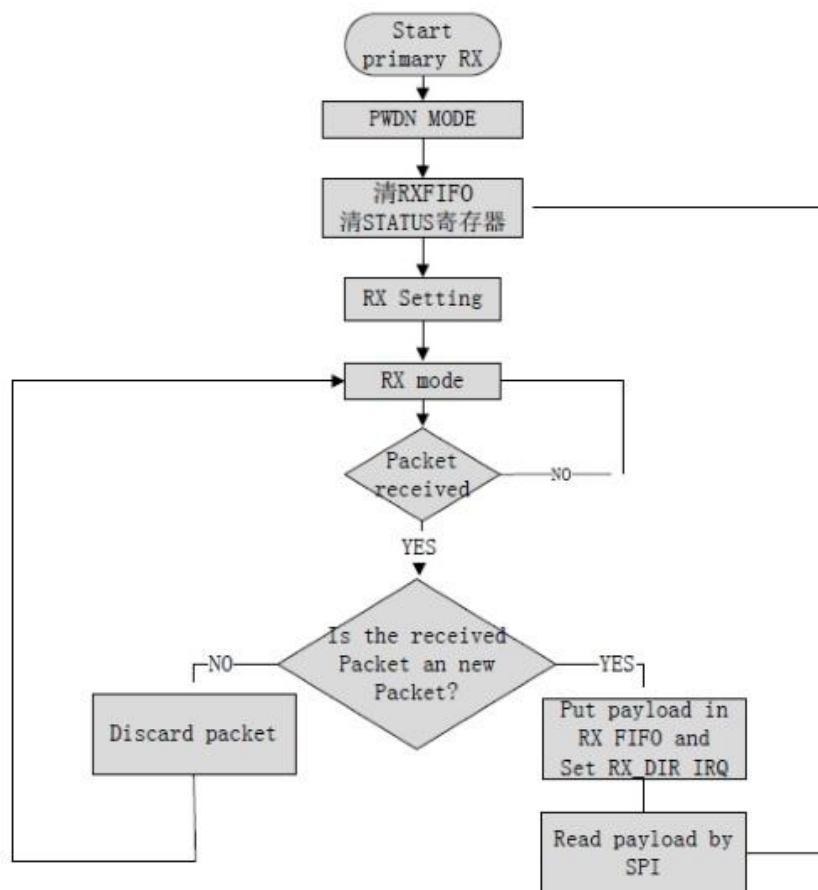 Start
primary RX
PWDN MODE
清RXFIFO
清STATUS寄存器
RX Setting
RX mode
Packet
received
NO
YES
Is the received
Packet an new
Packet?
NO
YES
Discard packet
Put payload in
RX FIFO and
Set RX_DIR IRQ
Read payload by
SPI